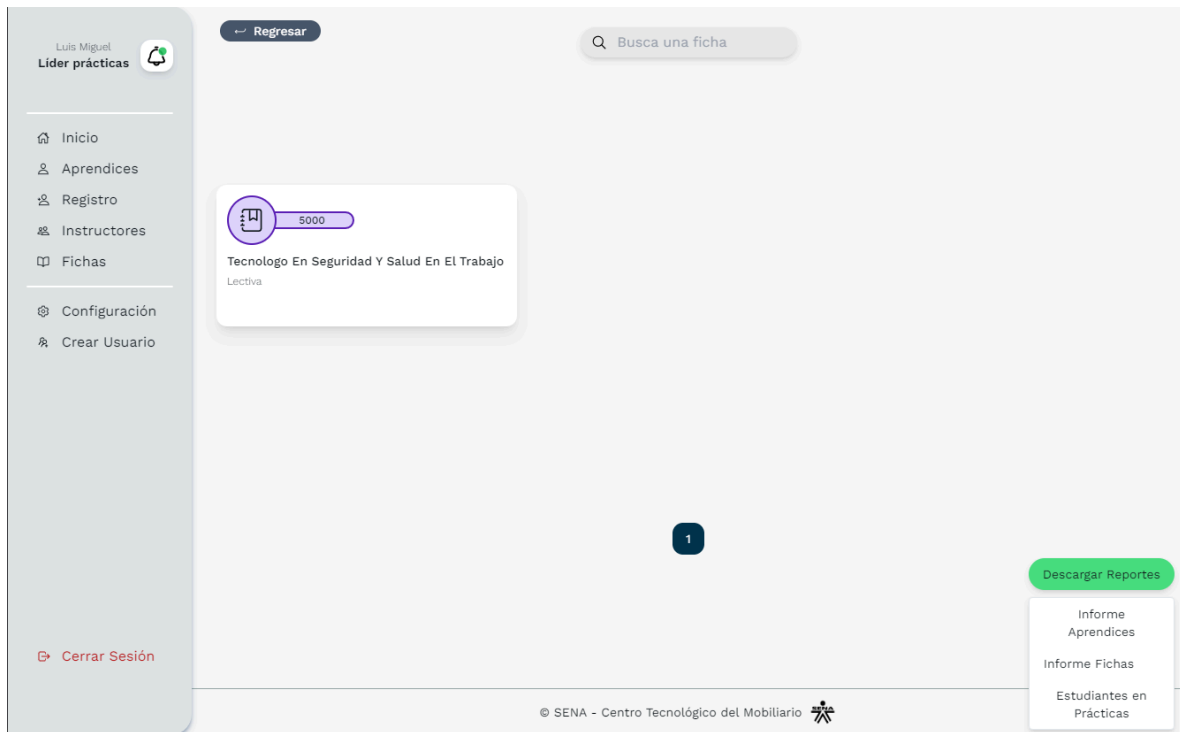 Luis Miguel
Líder prácticas
Inicio
Aprendices
Registro
Instructores
Fichas
Configuración
Crear Usuario
Cerrar Sesión
Regresar
Busca una ficha
5000
Tecnologo En Seguridad Y Salud En El Trabajo
Lectiva
1
Descargar Reportes
Informe
Aprendices
Informe Fichas
Estudiantes en
Prácticas
© SENA - Centro Tecnológico del Mobiliario
SENA